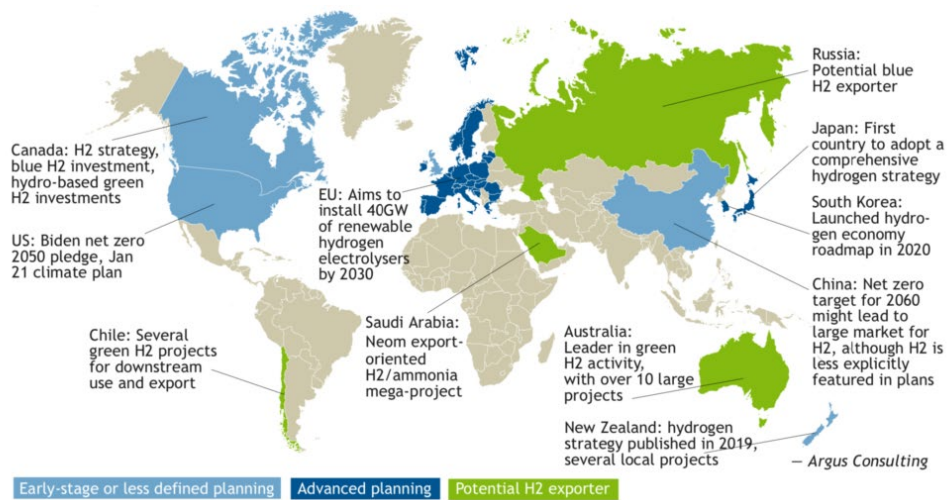 Russia:
Potential blue
H2 exporter
Canada: H2 strategy,
blue H2 investment,
hydro-based green
H2 investments
US: Biden net zero
2050 pledge, Jan
21 climate plan
EU: Aims to
install 40GW
of renewable
hydrogen
electrolysers
by 2030
Japan: First
country to adopt a
comprehensive
hydrogen strategy
South Korea:
Launched hydro-
gen economy
roadmap in 2020
China: Net zero
target for 2060
might lead to
large market for
H2, although H2 is
less explicitly
featured in plans
Chile: Several
green H2 projects
for downstream
use and export
Saudi Arabia:
Neom export-
oriented
H2/ammonia
mega-project
Australia:
Leader in green
H2 activity,
with over 10 large
projects
New Zealand: hydrogen
strategy published in 2019,
several local projects
— Argus Consulting
Early-stage or less defined planning
Advanced planning
Potential H2 exporter